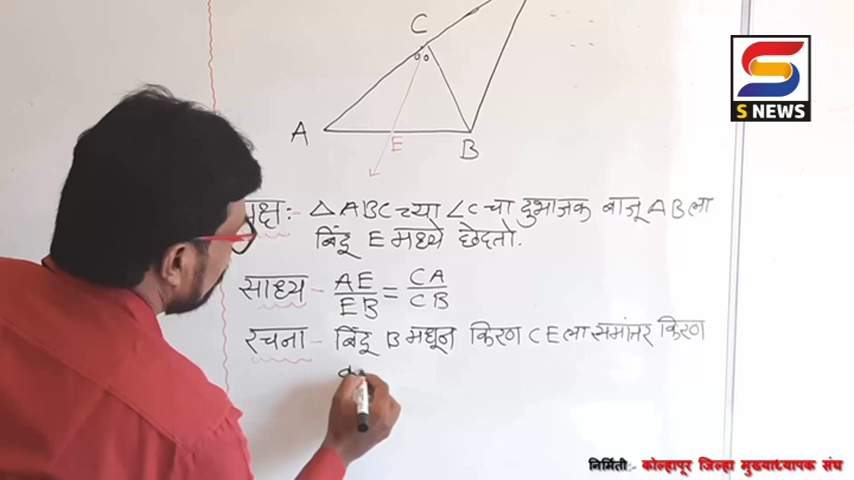 C
A
E
B
S NEWS
पक्ष:- △ABC च्या ∠C चा दुभाजक बाजू AB ला
बिंदू E मध्ये छेदतो.
साध्य - AE/EB = CA/CB
रचना - बिंदू B मधून किरण CE ला समांतर किरण
निर्मिती:- कोल्हापूर जिल्हा मुख्याध्यापक संघ